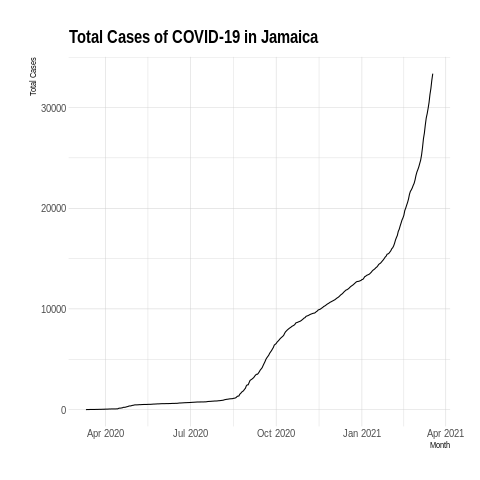 Total Cases of COVID-19 in Jamaica
Total Cases
30000
20000
10000
0
Apr 2020 Jul 2020 Oct 2020 Jan 2021 Apr 2021
Month